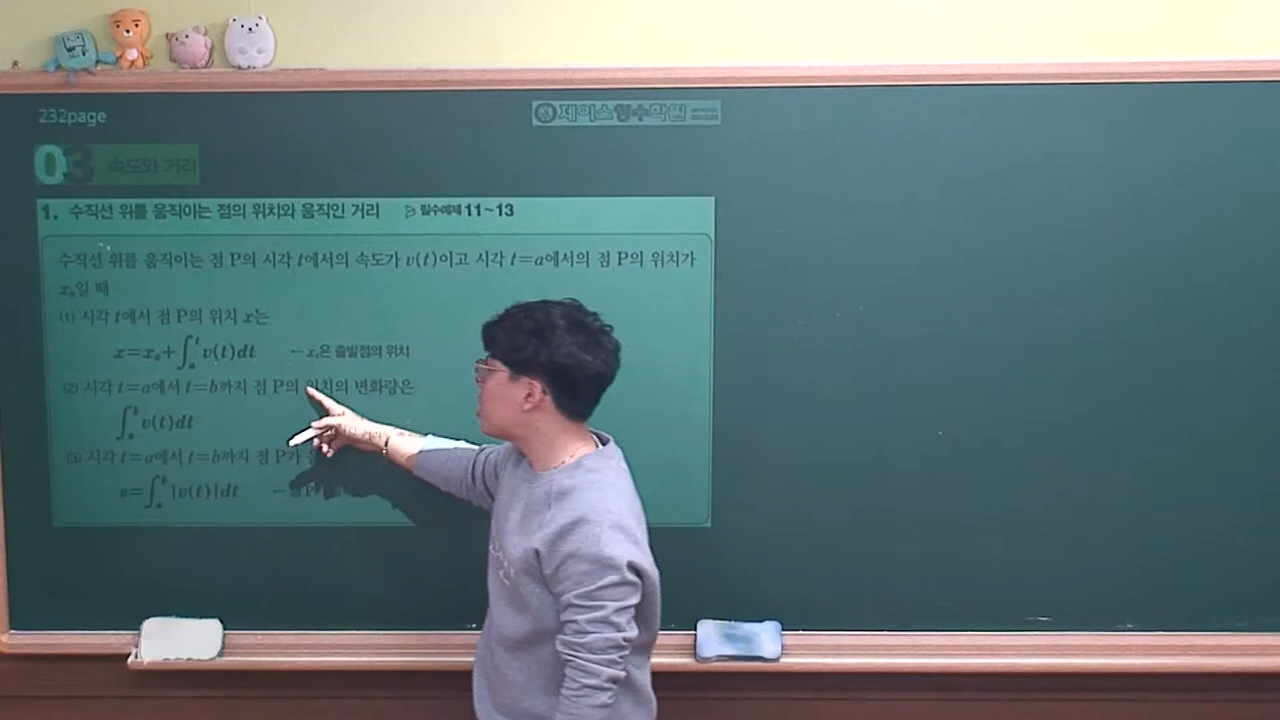 232page
제이스영수학원
03 속도와 거리
1. 수직선 위를 움직이는 점의 위치와 움직인 거리 필수예제 11~13
수직선 위를 움직이는 점 P의 시각 t에서의 속도가 v(t)이고 시각 t=a에서의 점 P의 위치가
x₀일 때
(1) 시각 t에서 점 P의 위치 x는
x=x₀+∫ₐᵗ v(t)dt ←x₀은 출발점의 위치
(2) 시각 t=a에서 t=b까지 점 P의 위치의 변화량은
∫ₐᵇ v(t)dt
(3) 시각 t=a에서 t=b까지 점 P가
s=∫ₐᵇ |v(t)|dt ←